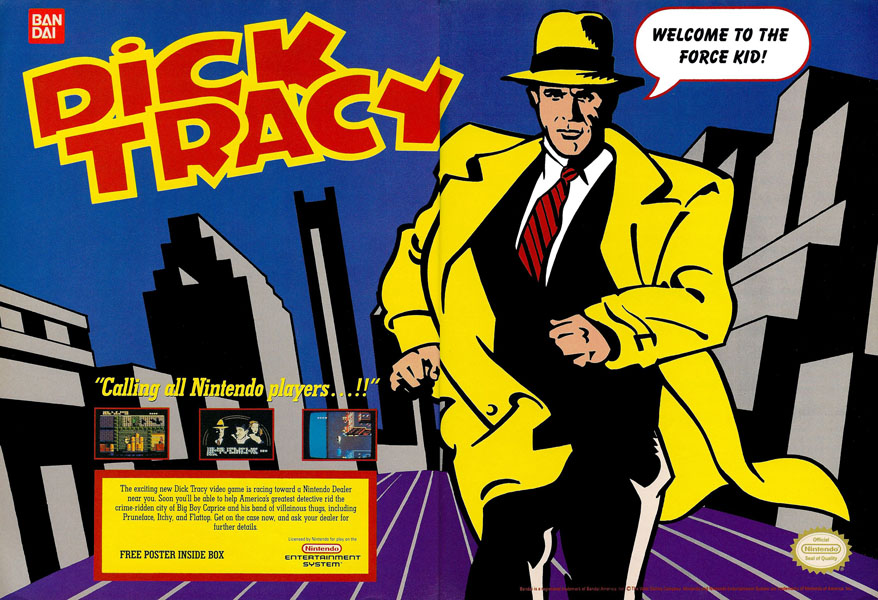 BAN
DAI
DiCK
TRACY
WELCOME TO THE
FORCE KID!
"Calling all Nintendo players...!!"
The exciting new Dick Tracy video game is racing toward a Nintendo Dealer
near you. Soon you'll be able to help America's greatest detective rid the
crime-ridden city of Big Boy Caprice and his band of villainous thugs, including
Pruneface, Itchy, and Flattop. Get on the case now, and ask your dealer for
further details.
Licensed by Nintendo for play on the
Nintendo
ENTERTAINMENT
SYSTEM
FREE POSTER INSIDE BOX
Official
Nintendo
Seal of Quality